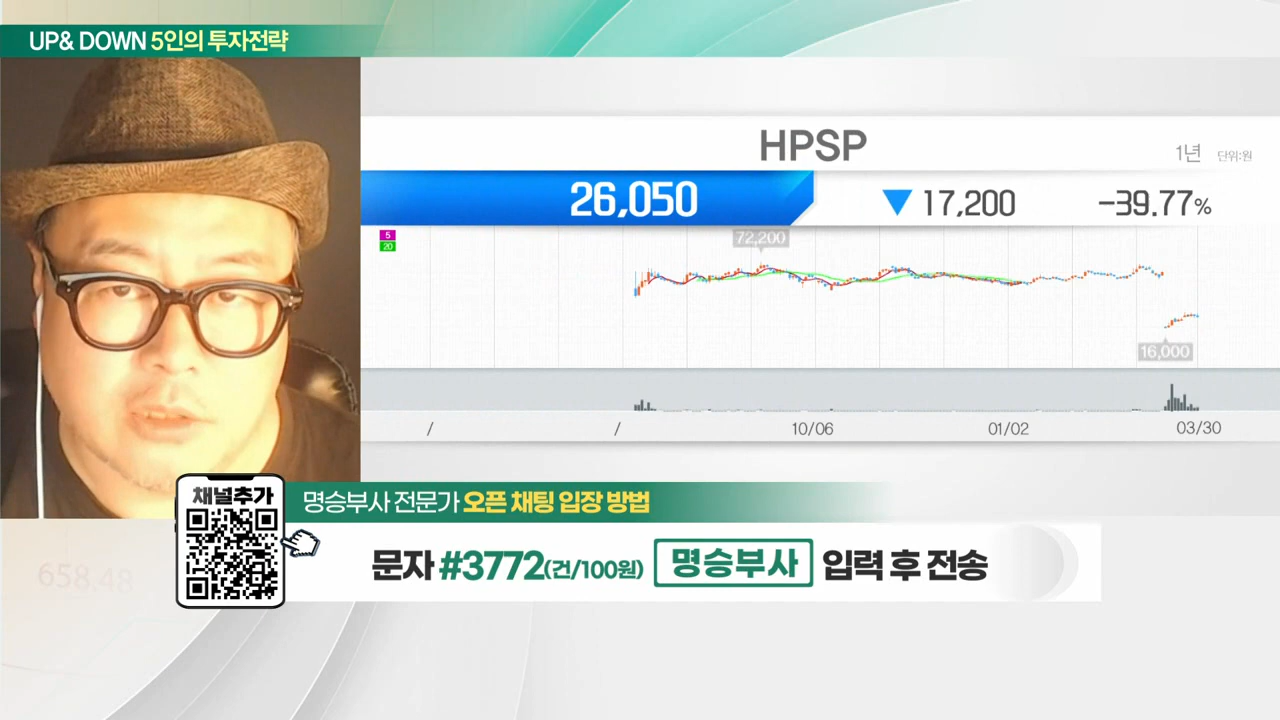 UP& DOWN 5인의 투자전략
HPSP
1년 단위:원
26,050 ▼ 17,200 -39.77%
5
20
72,200
16,000
/ / 10/06 01/02 03/30
채널추가
명승부사 전문가 오픈 채팅 입장 방법
문자 #3772(건/100원) 명승부사 입력 후 전송
658.48